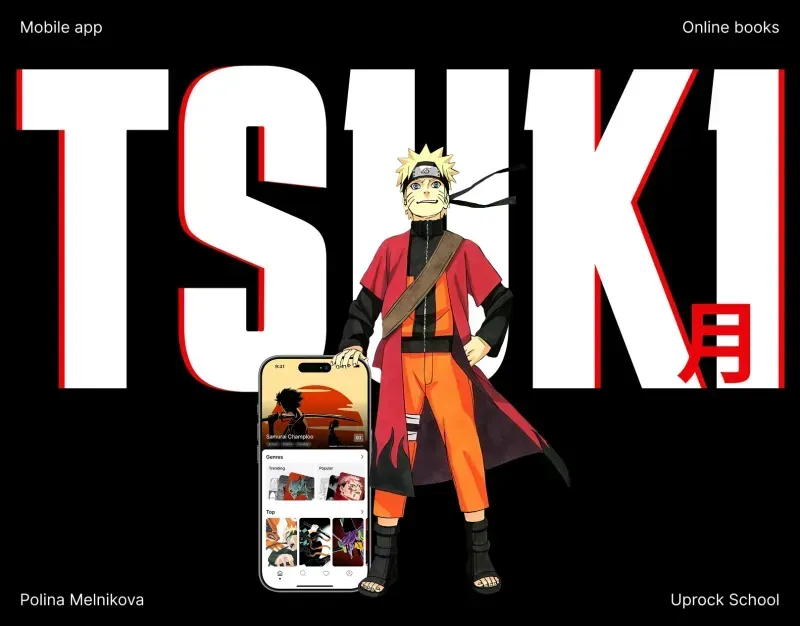 Mobile app
Online books
TSUKI
月
9:41
Samurai Champloo
Genres
Trending
Popular
Top
Polina Melnikova
Uprock School